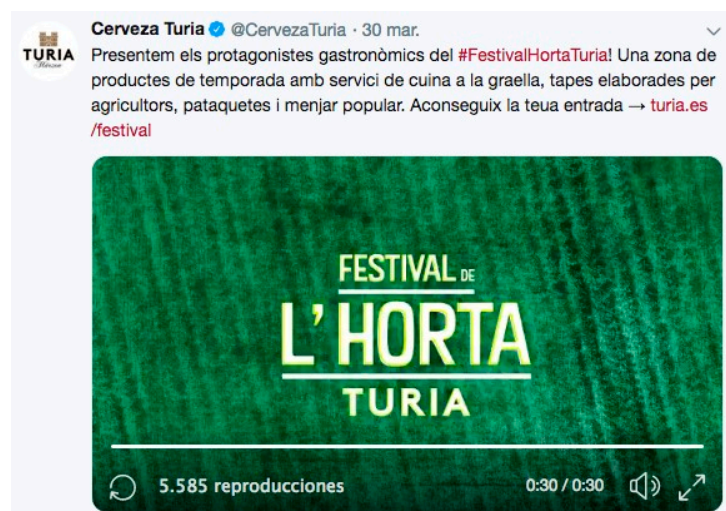 Cerveza Turia @CervezaTuria · 30 mar.
TURIA
Märzen
Presentem els protagonistes gastronòmics del #FestivalHortaTuria! Una zona de
productes de temporada amb servici de cuina a la graella, tapes elaborades per
agricultors, pataquetes i menjar popular. Aconseguix la teua entrada → turia.es
/festival
FESTIVAL DE
L'HORTA
TURIA
5.585 reproducciones 0:30 / 0:30